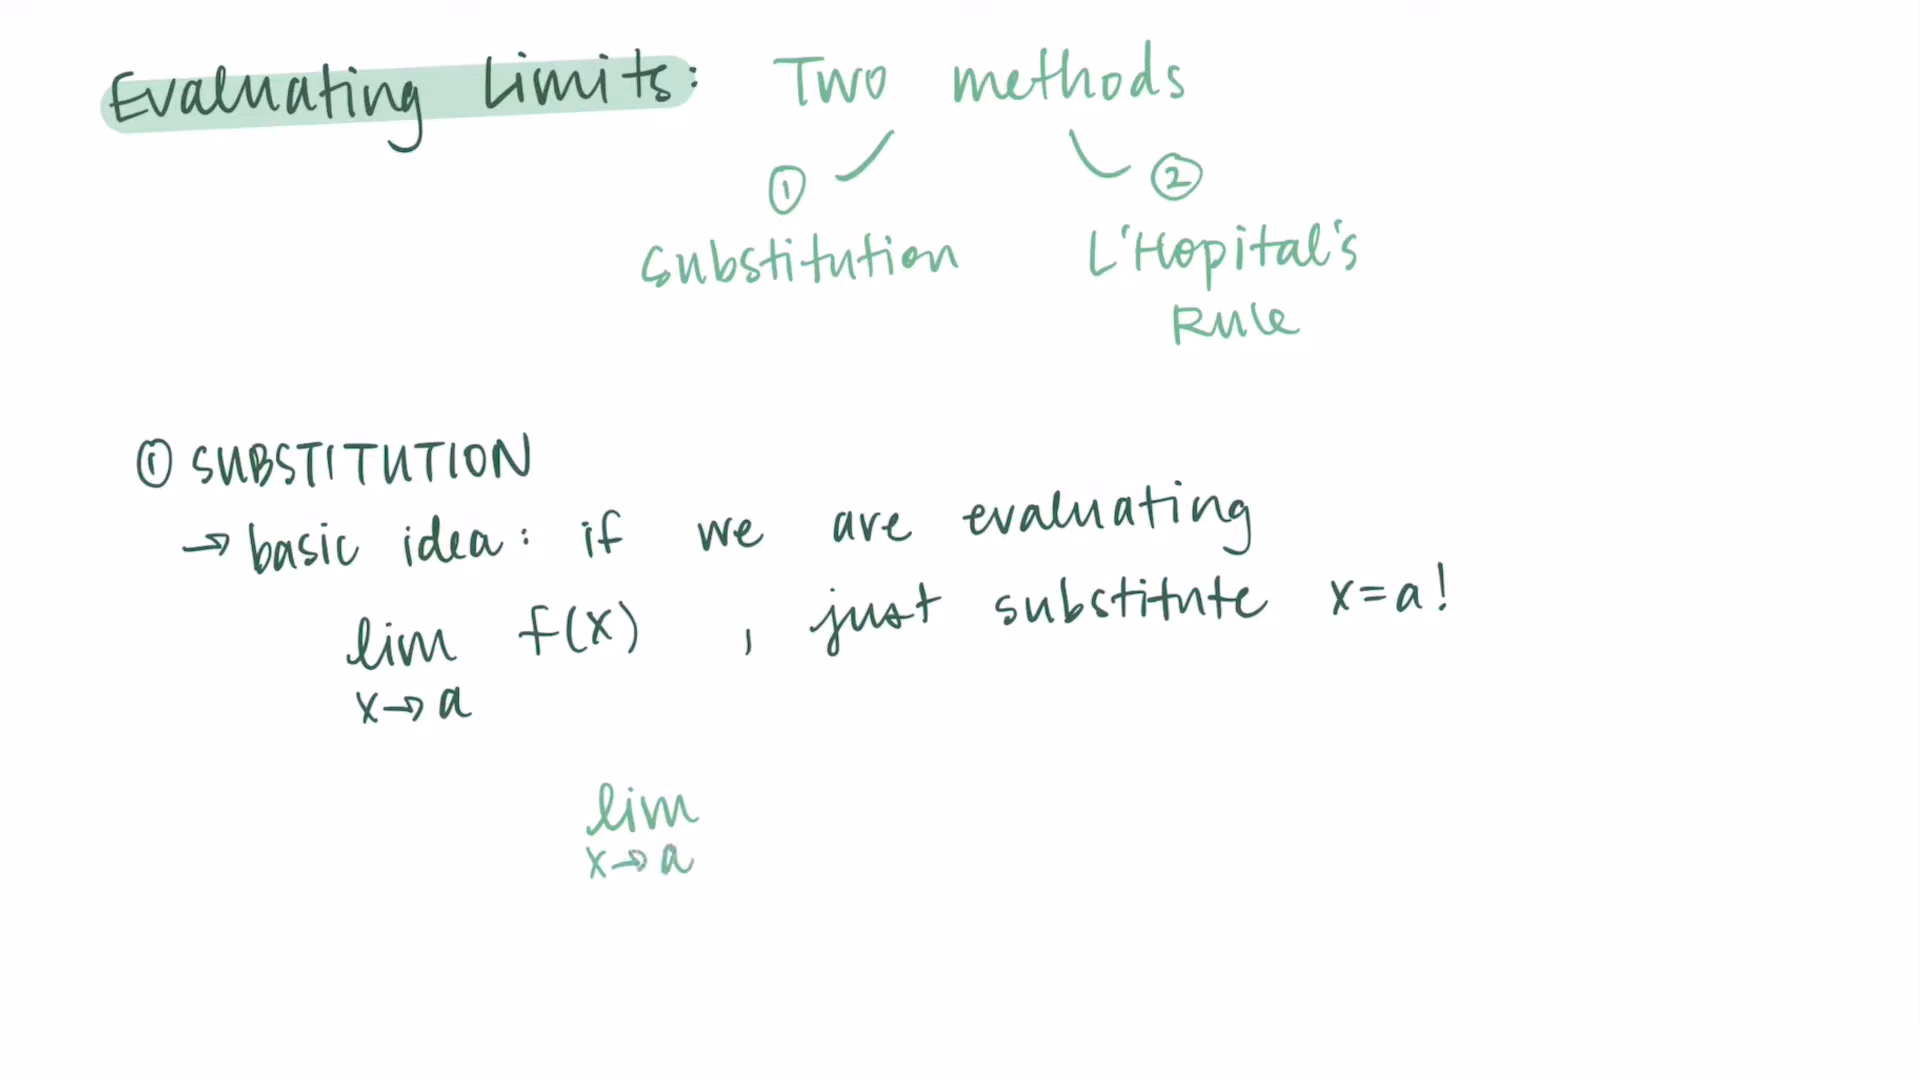 Evaluating Limits: Two methods
① ②
Substitution L'Hopital's
Rule
① SUBSTITUTION
→ basic idea: if we are evaluating
lim f(x) , just substitute x=a!
x→a
lim
x→a